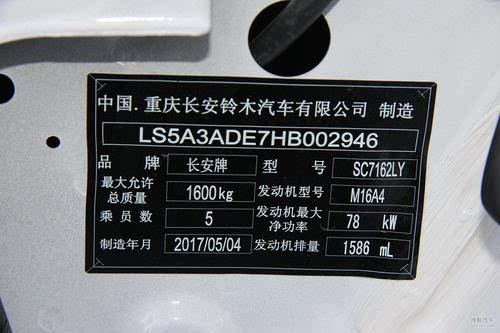 中国.重庆长安铃木汽车有限公司 制造
LS5A3ADE7HB002946
品牌 长安牌 型号 SC7162LY
最大允许总质量 1600kg 发动机型号 M16A4
乘员数 5 发动机最大净功率 78 kW
制造年月 2017/05/04 发动机排量 1586 mL